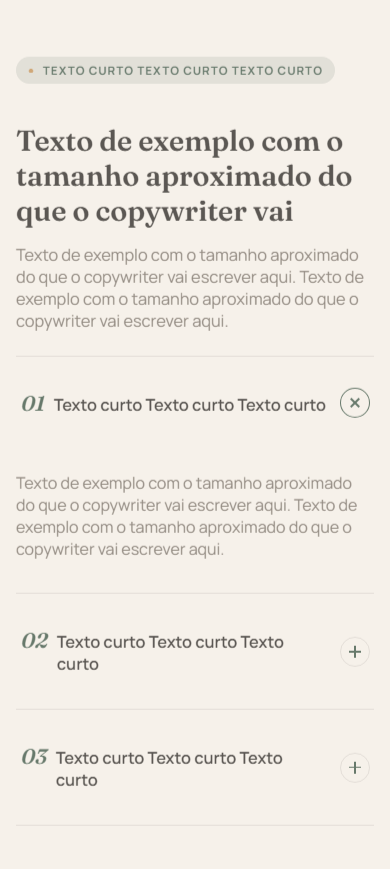 TEXTO CURTO TEXTO CURTO TEXTO CURTO
Texto de exemplo com o
tamanho aproximado do
que o copywriter vai
Texto de exemplo com o tamanho aproximado
do que o copywriter vai escrever aqui. Texto de
exemplo com o tamanho aproximado do que o
copywriter vai escrever aqui.
01 Texto curto Texto curto Texto curto
Texto de exemplo com o tamanho aproximado
do que o copywriter vai escrever aqui. Texto de
exemplo com o tamanho aproximado do que o
copywriter vai escrever aqui.
02 Texto curto Texto curto Texto
curto
03 Texto curto Texto curto Texto
curto